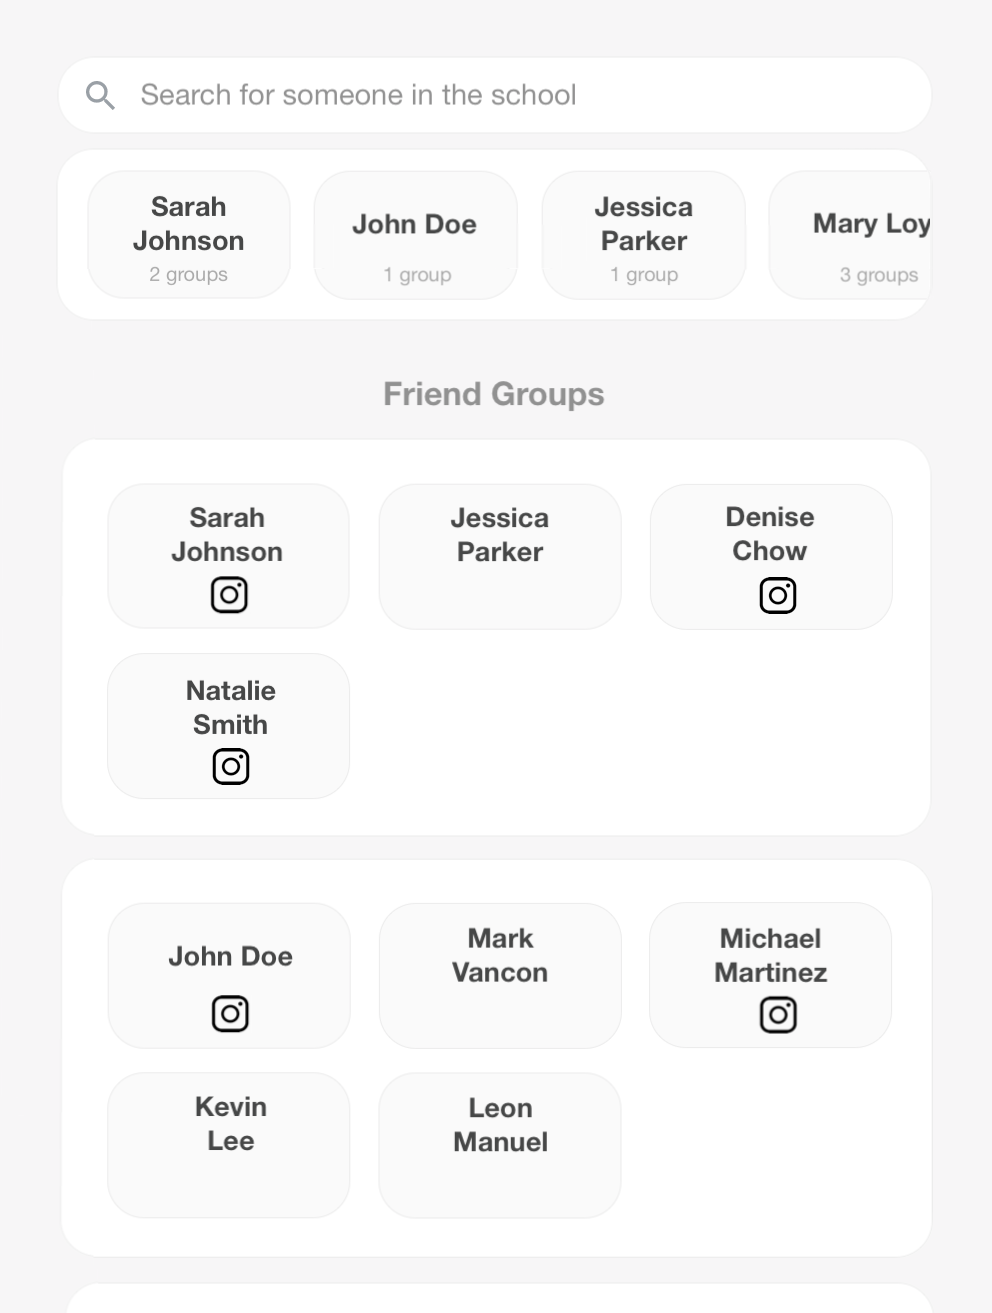 Search for someone in the school
Sarah
Johnson
2 groups
John Doe
1 group
Jessica
Parker
1 group
Mary Loy
3 groups
Friend Groups
Sarah
Johnson
Jessica
Parker
Denise
Chow
Natalie
Smith
John Doe
Mark
Vancon
Michael
Martinez
Kevin
Lee
Leon
Manuel